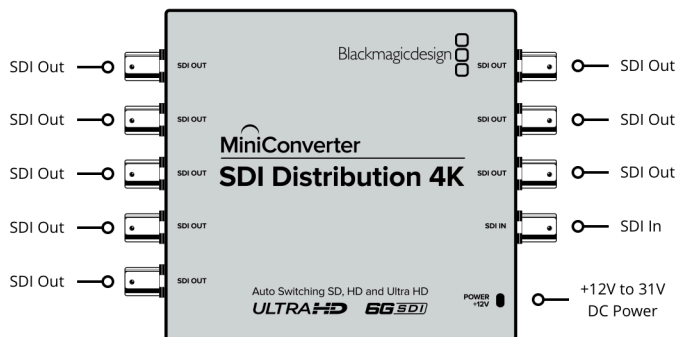 Blackmagicdesign
SDI Out SDI OUT SDI OUT SDI Out
SDI Out SDI OUT SDI OUT SDI Out
MiniConverter
SDI Out SDI OUT SDI Distribution 4K SDI OUT SDI Out
SDI Out SDI OUT SDI IN SDI In
SDI Out SDI OUT
Auto Switching SD, HD and Ultra HD
ULTRA HD 6G SDI
POWER
+12V
+12V to 31V
DC Power